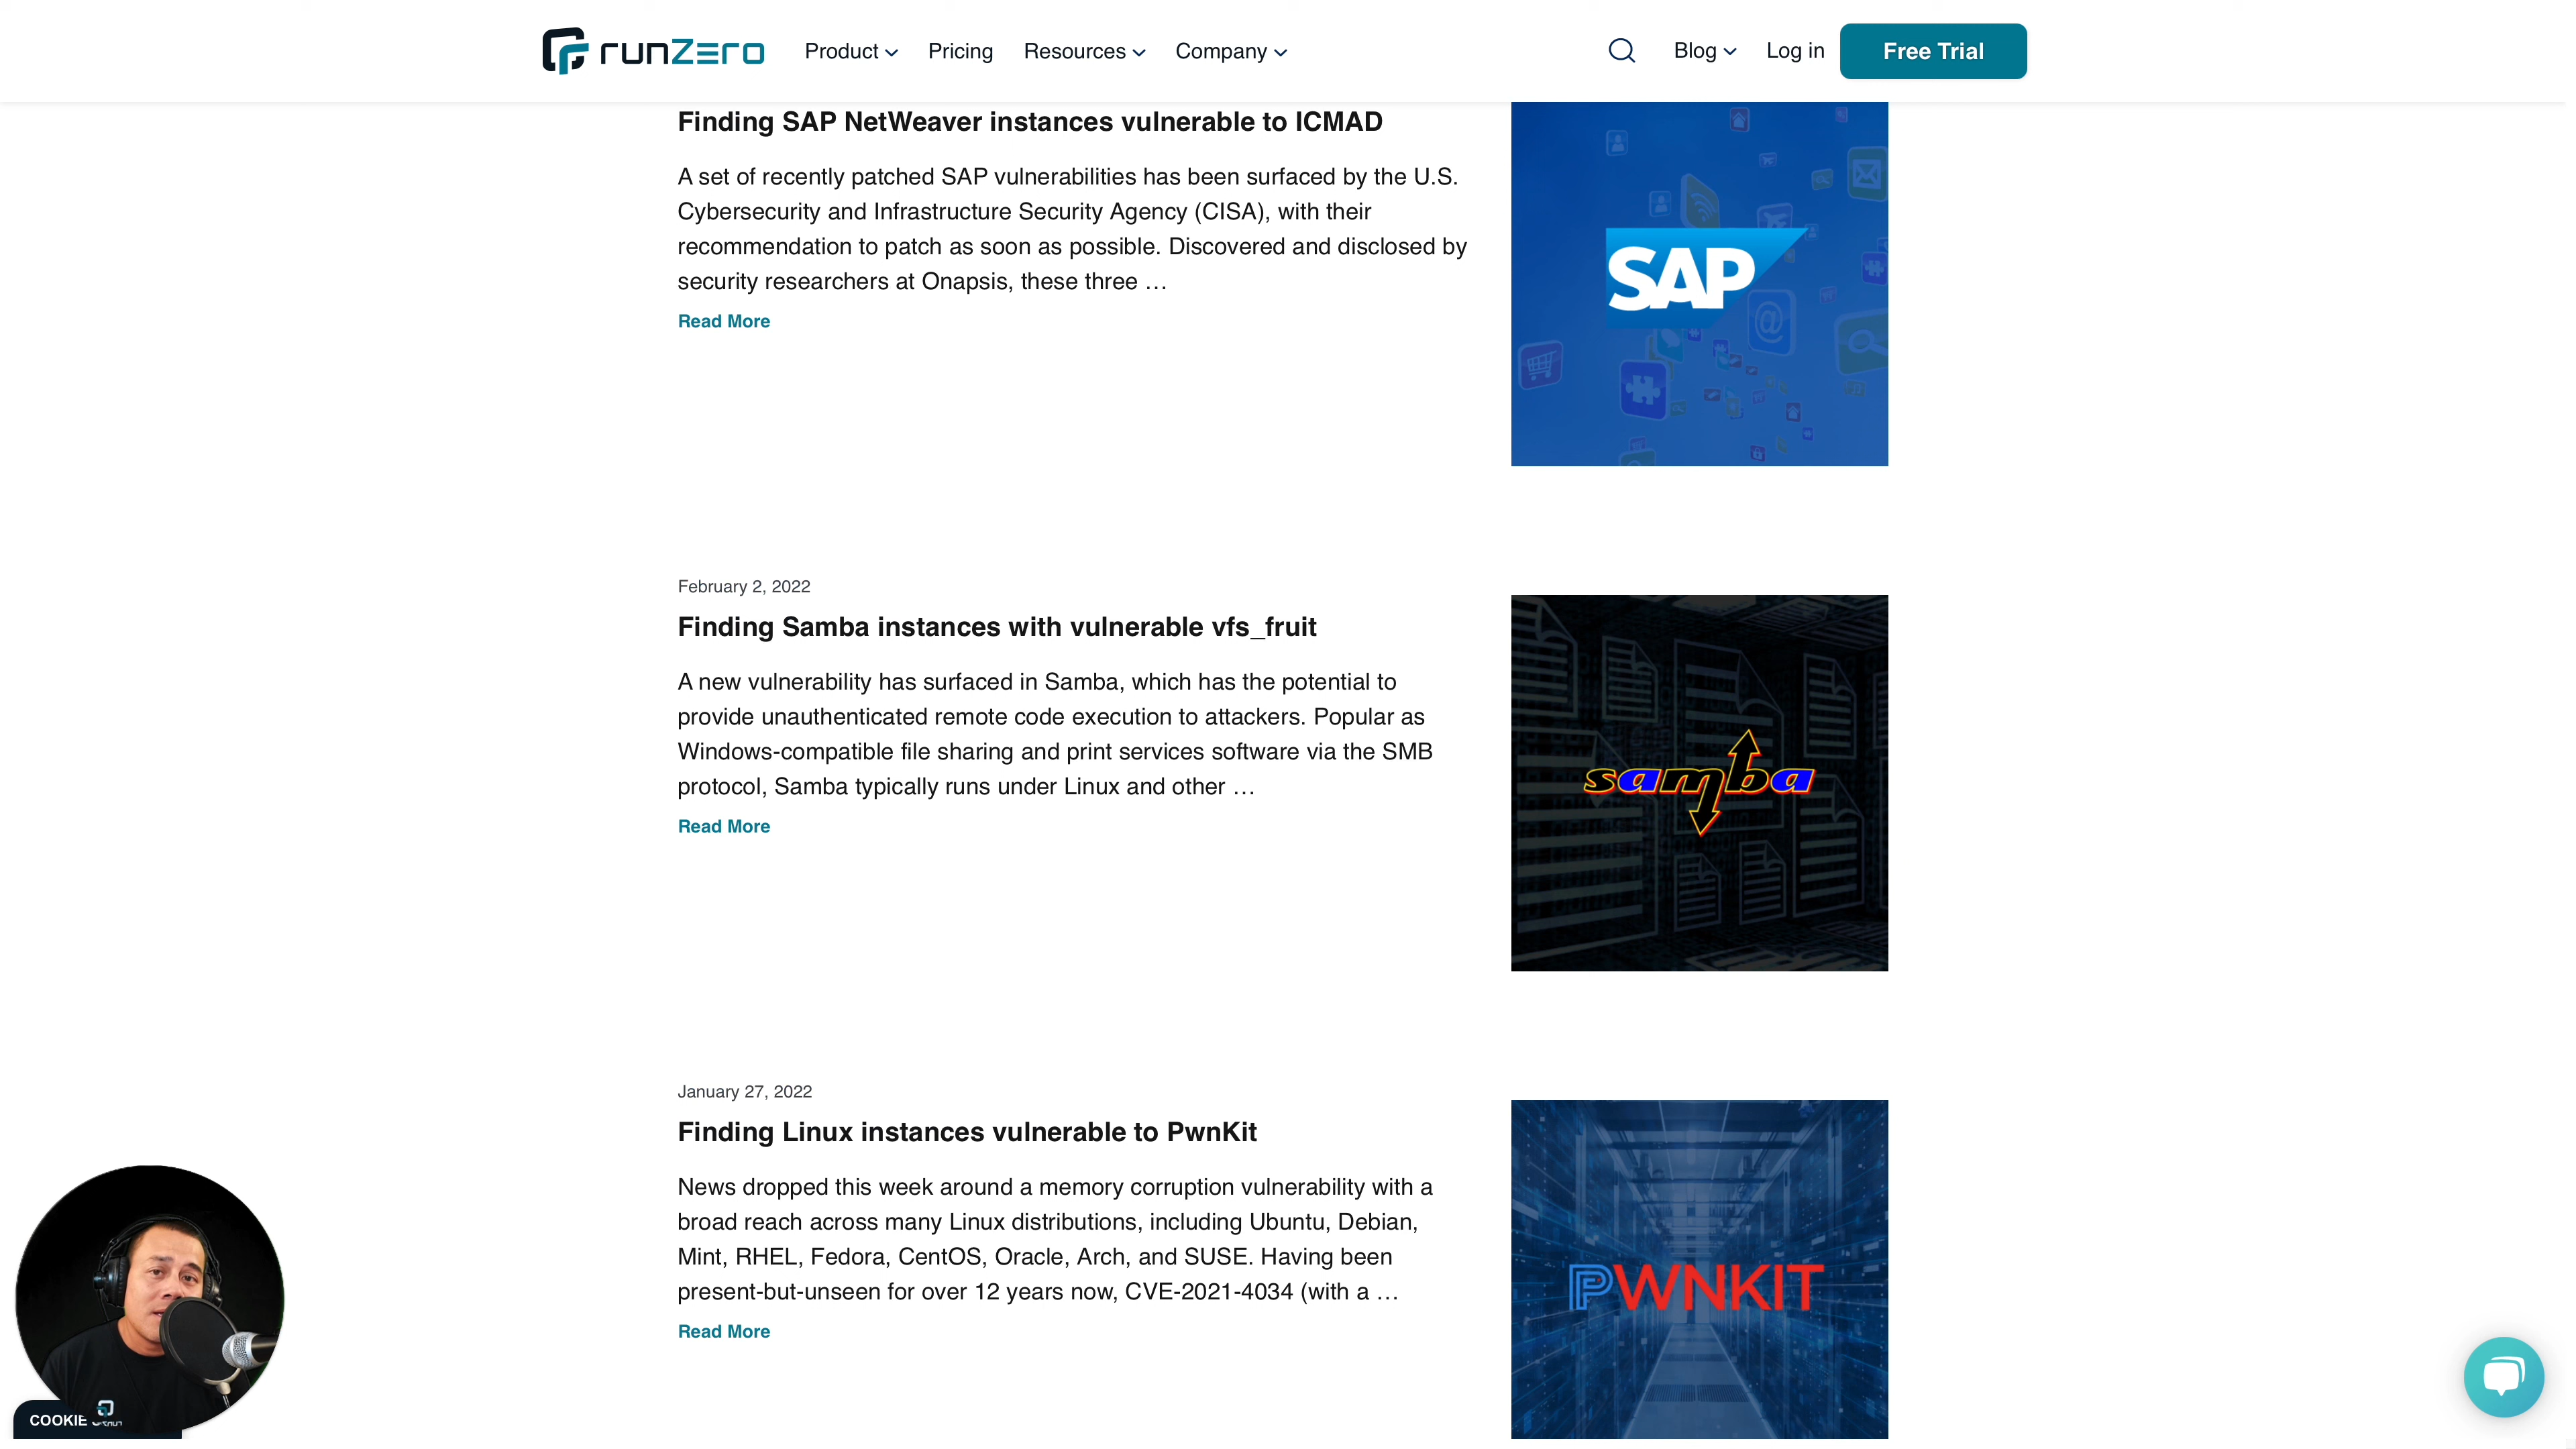 runZero
Product
Pricing
Resources
Company
Blog
Log in
Free Trial
Finding SAP NetWeaver instances vulnerable to ICMAD
A set of recently patched SAP vulnerabilities has been surfaced by the U.S.
Cybersecurity and Infrastructure Security Agency (CISA), with their
recommendation to patch as soon as possible. Discovered and disclosed by
security researchers at Onapsis, these three …
Read More
SAP
February 2, 2022
Finding Samba instances with vulnerable vfs_fruit
A new vulnerability has surfaced in Samba, which has the potential to
provide unauthenticated remote code execution to attackers. Popular as
Windows-compatible file sharing and print services software via the SMB
protocol, Samba typically runs under Linux and other …
Read More
samba
January 27, 2022
Finding Linux instances vulnerable to PwnKit
News dropped this week around a memory corruption vulnerability with a
broad reach across many Linux distributions, including Ubuntu, Debian,
Mint, RHEL, Fedora, CentOS, Oracle, Arch, and SUSE. Having been
present-but-unseen for over 12 years now, CVE-2021-4034 (with a …
Read More
PWNKIT
COOKIE